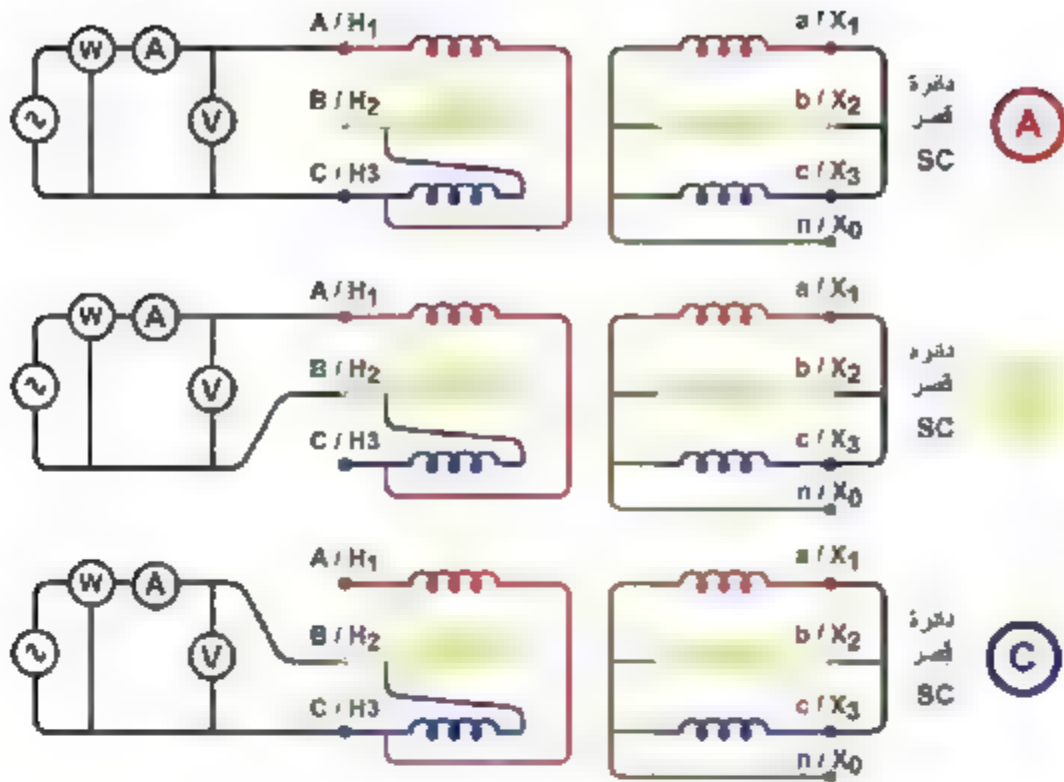 A / H1
a / X1
W A
B / H2
b / X2
V
دائرة
قصر
SC
A
C / H3
c / X3
n / X0
A / H1
a / X1
W A
B / H2
b / X2
V
دائرة
قصر
SC
C / H3
c / X3
n / X0
A / H1
a / X1
W A
B / H2
b / X2
V
دائرة
قصر
SC
C
C / H3
c / X3
n / X0